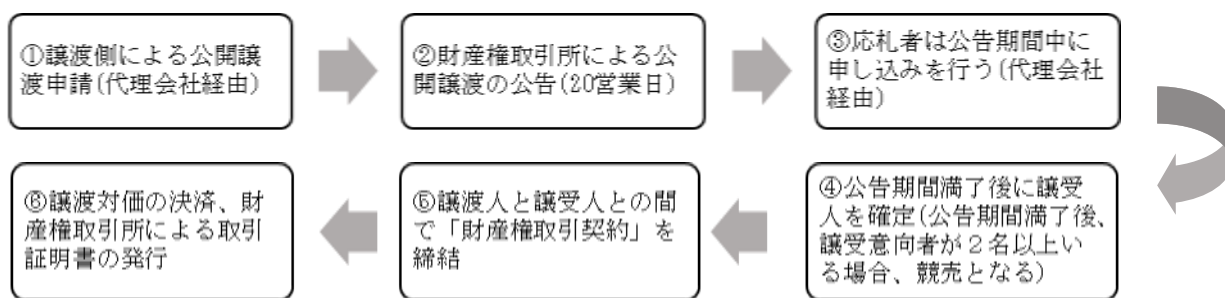 ①譲渡側による公開譲
渡申請(代理会社経由)
②財産権取引所による公
開譲渡の公告(20営業日)
③応札者は公告期間中に
申し込みを行う(代理会社
経由)
④公告期間満了後に譲受
人を確定(公告期間満了後、
譲受意向者が２名以上い
る場合、競売となる)
⑤譲渡人と譲受人との間
で「財産権取引契約」を
締結
⑥譲渡対価の決済、財
産権取引所による取引
証明書の発行